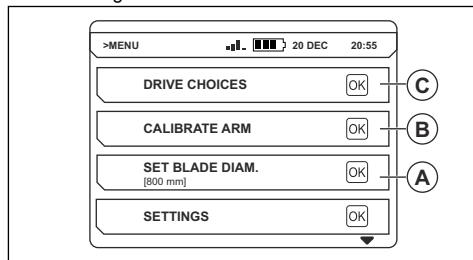 >MENU 20 DEC 20:55
DRIVE CHOICES OK C
CALIBRATE ARM OK B
SET BLADE DIAM.
[800 mm] OK A
SETTINGS OK